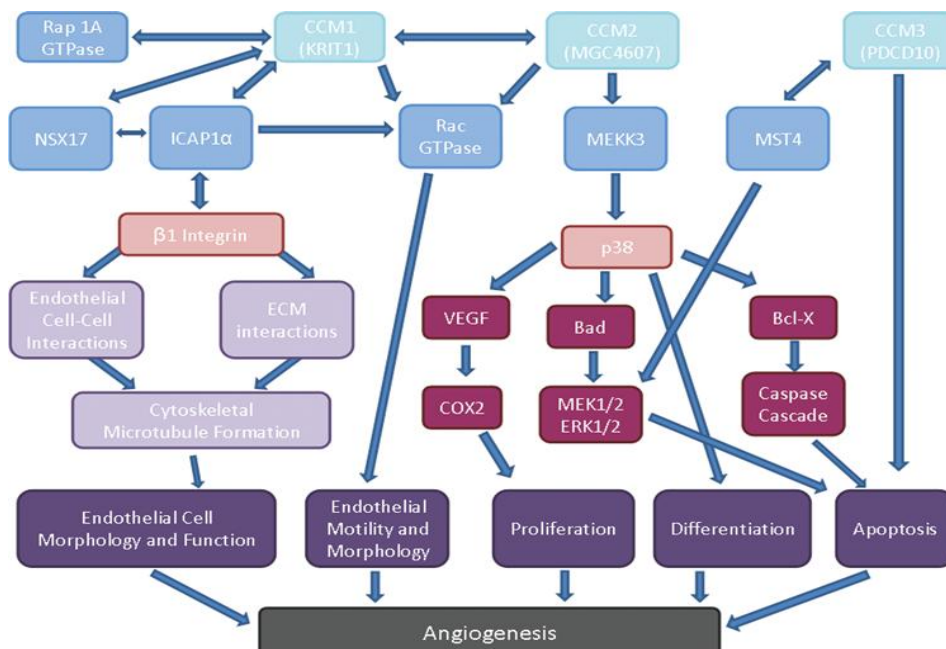 Rap 1A
GTPase
CCM1
(KRIT1)
CCM2
(MGC4607)
CCM3
(PDCD10)
NSX17
ICAP1α
Rac
GTPase
MEKK3
MST4
β1 Integrin
p38
Endothelial
Cell-Cell
Interactions
ECM
interactions
VEGF
Bad
Bcl-X
COX2
MEK1/2
ERK1/2
Caspase
Cascade
Cytoskeletal
Microtubule Formation
Endothelial Cell
Morphology and Function
Endothelial
Motility and
Morphology
Proliferation
Differentiation
Apoptosis
Angiogenesis